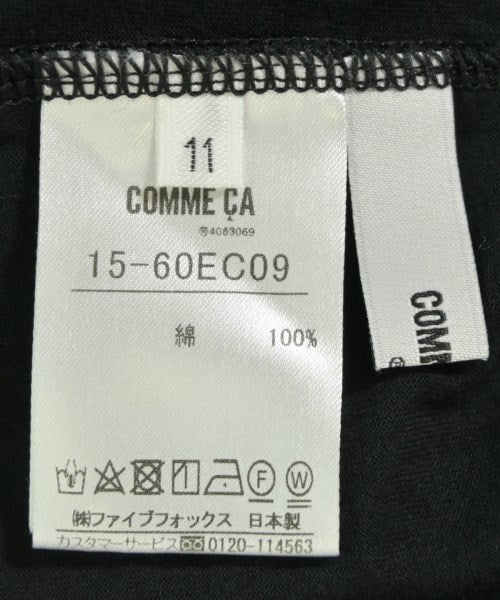 11
COMME ÇA
Ⓡ4063069
15-60EC09
綿 100%
F W
㈱ファイブフォックス 日本製
カスタマーサービス 0120-114563
COMM